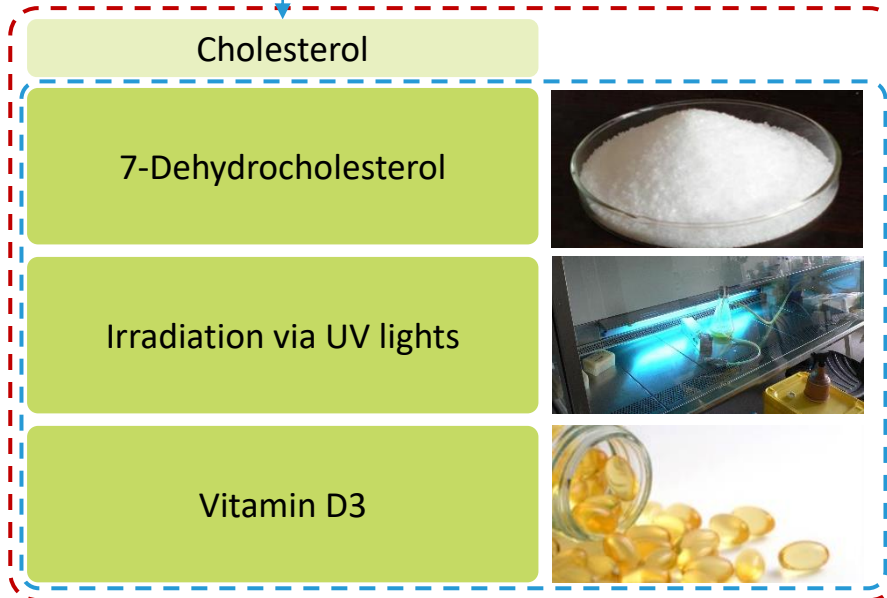 Cholesterol
7-Dehydrocholesterol
Irradiation via UV lights
Vitamin D3